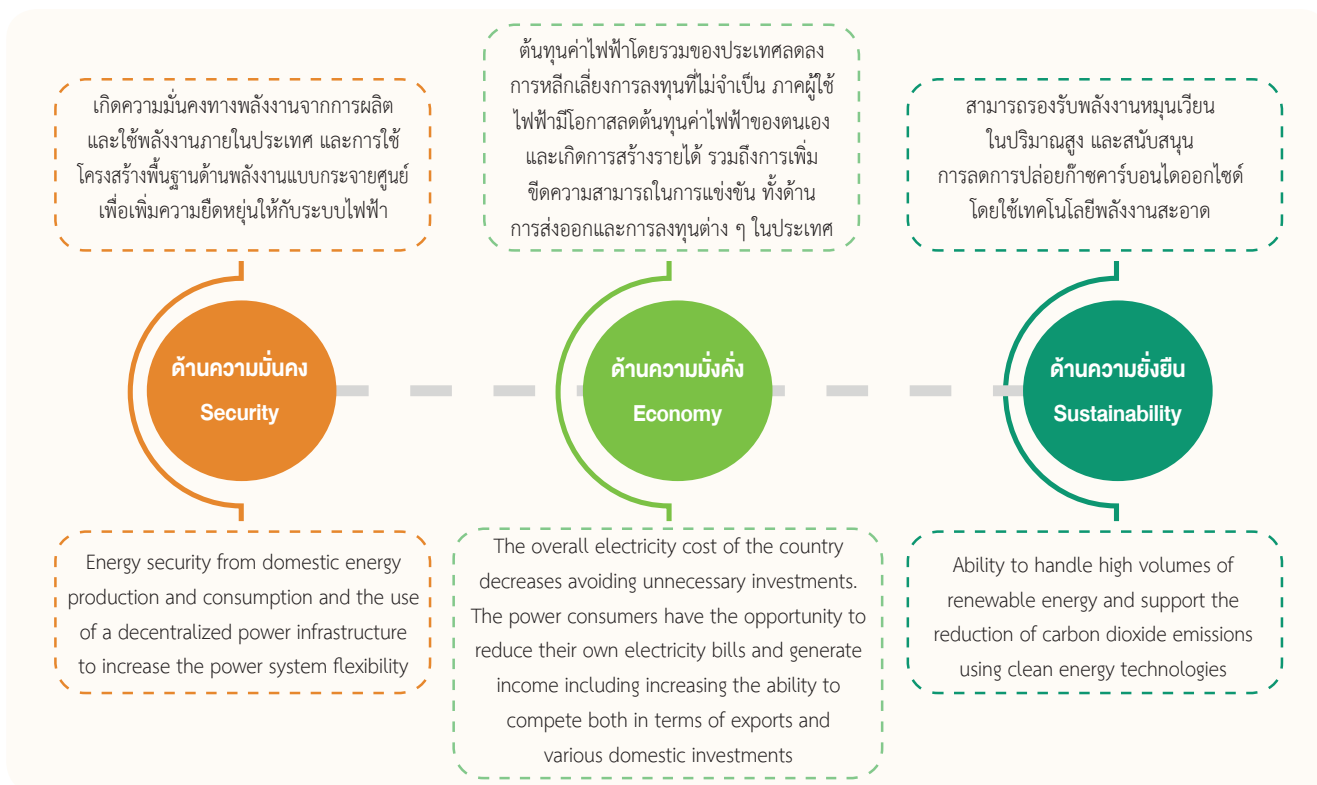 เกิดความมั่นคงทางพลังงานจากการผลิต
และใช้พลังงานภายในประเทศ และการใช้
โครงสร้างพื้นฐานด้านพลังงานแบบกระจายศูนย์
เพื่อเพิ่มความยืดหยุ่นให้กับระบบไฟฟ้า
ต้นทุนค่าไฟฟ้าโดยรวมของประเทศลดลง
การหลีกเลี่ยงการลงทุนที่ไม่จำเป็น ภาคผู้ใช้
ไฟฟ้ามีโอกาสลดต้นทุนค่าไฟฟ้าของตนเอง
และเกิดการสร้างรายได้ รวมถึงการเพิ่ม
ขีดความสามารถในการแข่งขัน ทั้งด้าน
การส่งออกและการลงทุนต่าง ๆ ในประเทศ
สามารถรองรับพลังงานหมุนเวียน
ในปริมาณสูง และสนับสนุน
การลดการปล่อยก๊าซคาร์บอนไดออกไซด์
โดยใช้เทคโนโลยีพลังงานสะอาด
ด้านความมั่นคง
Security
ด้านความมั่งคั่ง
Economy
ด้านความยั่งยืน
Sustainability
Energy security from domestic energy
production and consumption and the use
of a decentralized power infrastructure
to increase the power system flexibility
The overall electricity cost of the country
decreases avoiding unnecessary investments.
The power consumers have the opportunity to
reduce their own electricity bills and generate
income including increasing the ability to
compete both in terms of exports and
various domestic investments
Ability to handle high volumes of
renewable energy and support the
reduction of carbon dioxide emissions
using clean energy technologies